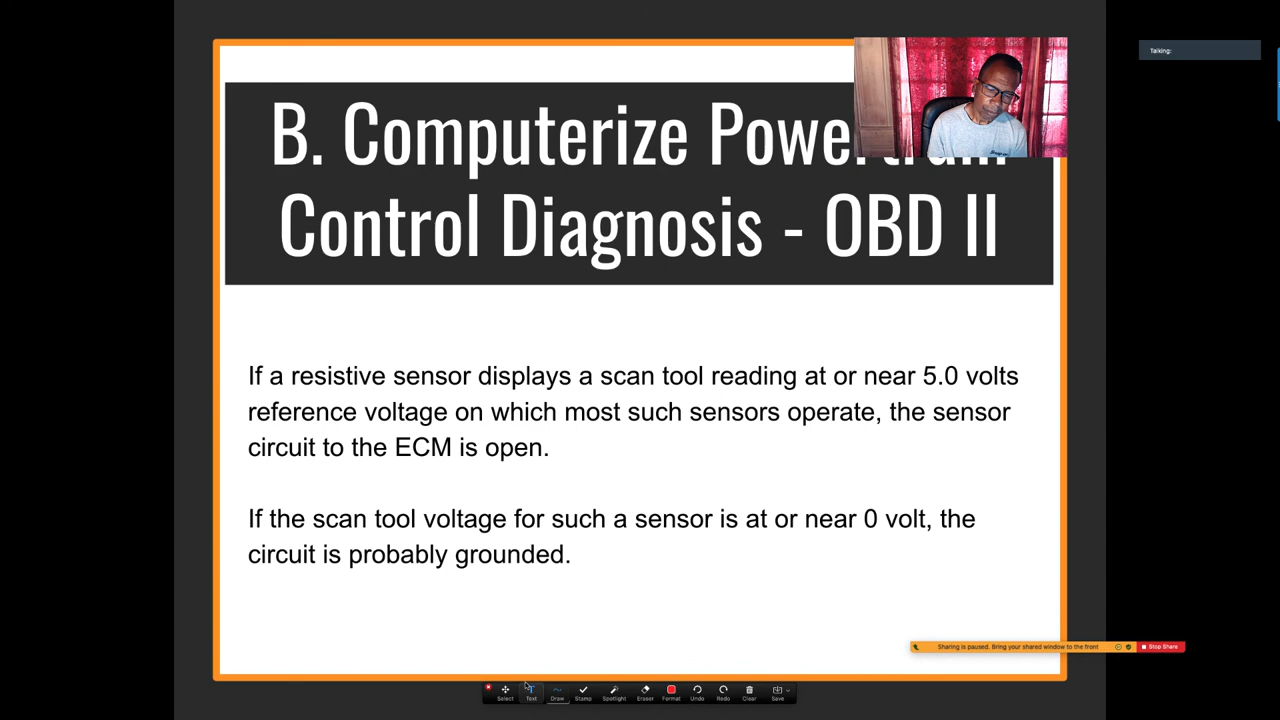 Talking:
B. Computerize Powertrain
Control Diagnosis - OBD II
If a resistive sensor displays a scan tool reading at or near 5.0 volts
reference voltage on which most such sensors operate, the sensor
circuit to the ECM is open.
If the scan tool voltage for such a sensor is at or near 0 volt, the
circuit is probably grounded.
Sharing is paused. Bring your shared window to the front
Stop Share
Select Text Draw Stamp Spotlight Eraser Format Undo Redo Clear Save